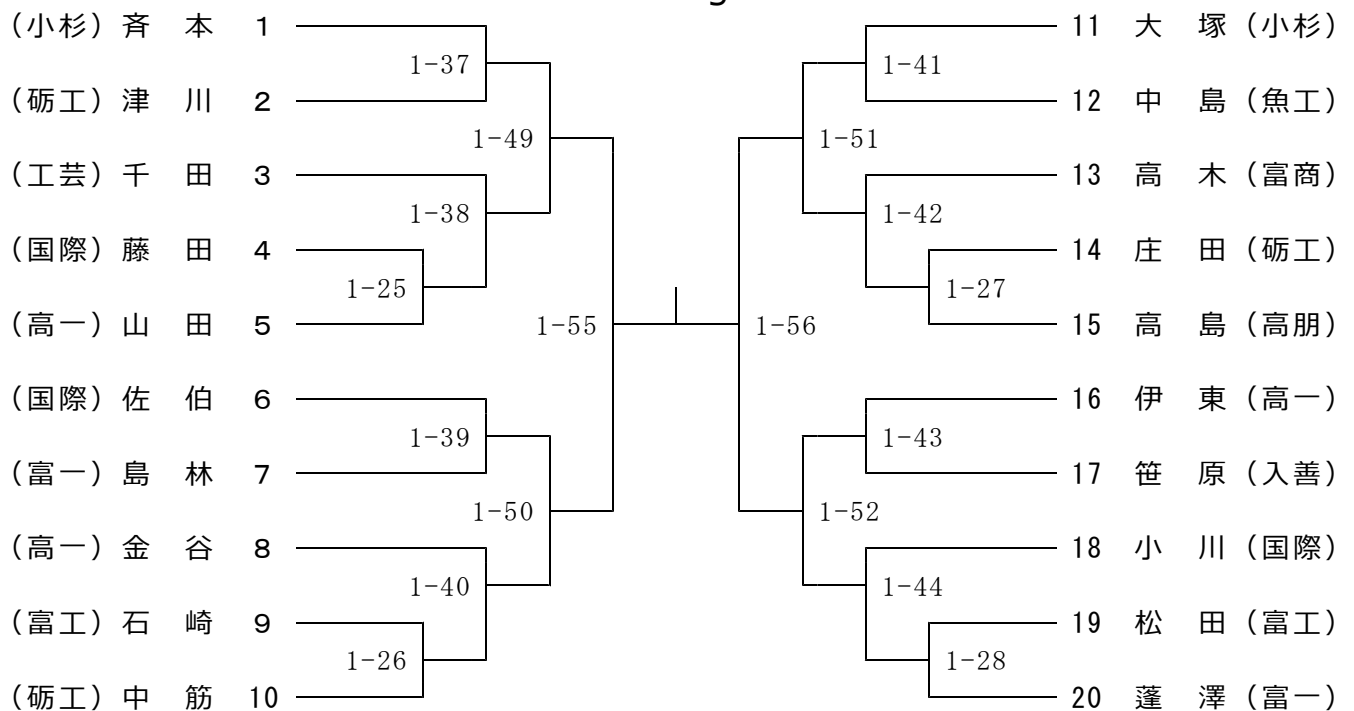 g
(小杉) 斉 本 1
1-37
(砺工) 津 川 2
1-49
(工芸) 千 田 3
1-38
(国際) 藤 田 4
1-25
(高一) 山 田 5
1-55
(国際) 佐 伯 6
1-39
(富一) 島 林 7
1-50
(高一) 金 谷 8
1-40
(富工) 石 崎 9
1-26
(砺工) 中 筋 10
11 大 塚 (小杉)
1-41
12 中 島 (魚工)
1-51
13 高 木 (富商)
1-42
14 庄 田 (砺工)
1-27
15 高 島 (高朋)
1-56
16 伊 東 (高一)
1-43
17 笹 原 (入善)
1-52
18 小 川 (国際)
1-44
19 松 田 (富工)
1-28
20 蓬 澤 (富一)